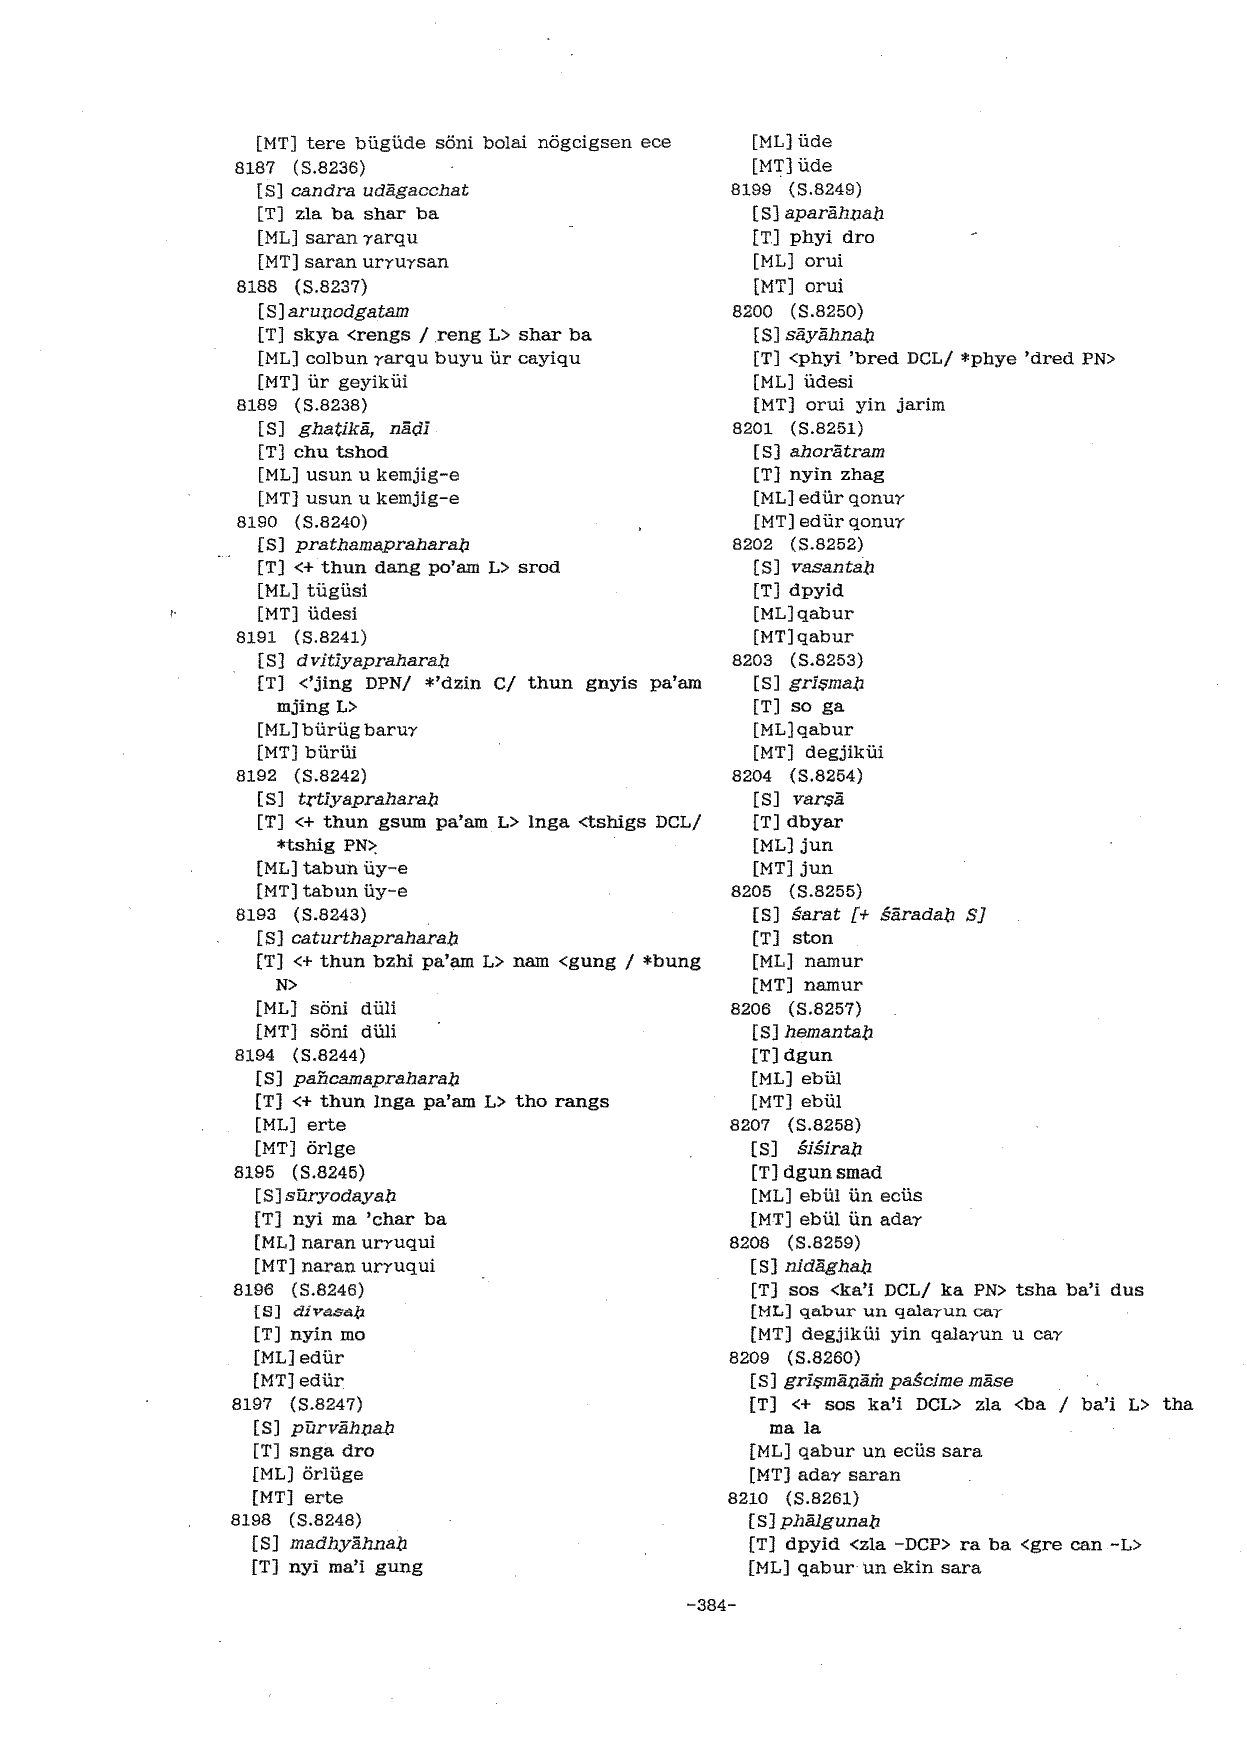 [MT] tere bügüde söni bolai nögcigsen ece
8187 (S.8236)
[S] candra udāgacchat
[T] zla ba shar ba
[ML] saran γarqu
[MT] saran urγuγsan
8188 (S.8237)
[S] aruṇodgatam
[T] skya <rengs / reng L> shar ba
[ML] colbun γarqu buyu ür cayiqu
[MT] ür geyiküi
8189 (S.8238)
[S] ghaṭikā, nāḍī
[T] chu tshod
[ML] usun u kemjig-e
[MT] usun u kemjig-e
8190 (S.8240)
[S] prathamapraharaḥ
[T] <+ thun dang po'am L> srod
[ML] tügüsi
[MT] üdesi
8191 (S.8241)
[S] dvitīyapraharaḥ
[T] <'jing DPN/ *'dzin C/ thun gnyis pa'am
mjing L>
[ML] bürüg baruγ
[MT] bürüi
8192 (S.8242)
[S] tṛtīyapraharaḥ
[T] <+ thun gsum pa'am L> lnga <tshigs DCL/
*tshig PN>
[ML] tabun üy-e
[MT] tabun üy-e
8193 (S.8243)
[S] caturthapraharaḥ
[T] <+ thun bzhi pa'am L> nam <gung / *bung
N>
[ML] söni düli
[MT] söni düli
8194 (S.8244)
[S] pañcamapraharaḥ
[T] <+ thun lnga pa'am L> tho rangs
[ML] erte
[MT] örlge
8195 (S.8245)
[S] sūryodayaḥ
[T] nyi ma 'char ba
[ML] naran urγuqui
[MT] naran urγuqui
8196 (S.8246)
[S] divasaḥ
[T] nyin mo
[ML] edür
[MT] edür
8197 (S.8247)
[S] pūrvāhṇaḥ
[T] snga dro
[ML] örlüge
[MT] erte
8198 (S.8248)
[S] madhyāhnaḥ
[T] nyi ma'i gung
[ML] üde
[MT] üde
8199 (S.8249)
[S] aparāhṇaḥ
[T] phyi dro
[ML] orui
[MT] orui
8200 (S.8250)
[S] sāyāhnaḥ
[T] <phyi 'bred DCL/ *phye 'dred PN>
[ML] üdesi
[MT] orui yin jarim
8201 (S.8251)
[S] ahorātram
[T] nyin zhag
[ML] edür qonuγ
[MT] edür qonuγ
8202 (S.8252)
[S] vasantaḥ
[T] dpyid
[ML] qabur
[MT] qabur
8203 (S.8253)
[S] grīṣmaḥ
[T] so ga
[ML] qabur
[MT] degjiküi
8204 (S.8254)
[S] varṣā
[T] dbyar
[ML] jun
[MT] jun
8205 (S.8255)
[S] śarat [+ śāradaḥ S]
[T] ston
[ML] namur
[MT] namur
8206 (S.8257)
[S] hemantaḥ
[T] dgun
[ML] ebül
[MT] ebül
8207 (S.8258)
[S] śiśiraḥ
[T] dgun smad
[ML] ebül ün ecüs
[MT] ebül ün adaγ
8208 (S.8259)
[S] nidāghaḥ
[T] sos <ka'i DCL/ ka PN> tsha ba'i dus
[ML] qabur un qalaγun caγ
[MT] degjiküi yin qalaγun u caγ
8209 (S.8260)
[S] grīṣmāṇāṁ paścime māse
[T] <+ sos ka'i DCL> zla <ba / ba'i L> tha
ma la
[ML] qabur un ecüs sara
[MT] adaγ saran
8210 (S.8261)
[S] phālgunaḥ
[T] dpyid <zla -DCP> ra ba <gre can -L>
[ML] qabur un ekin sara
-384-